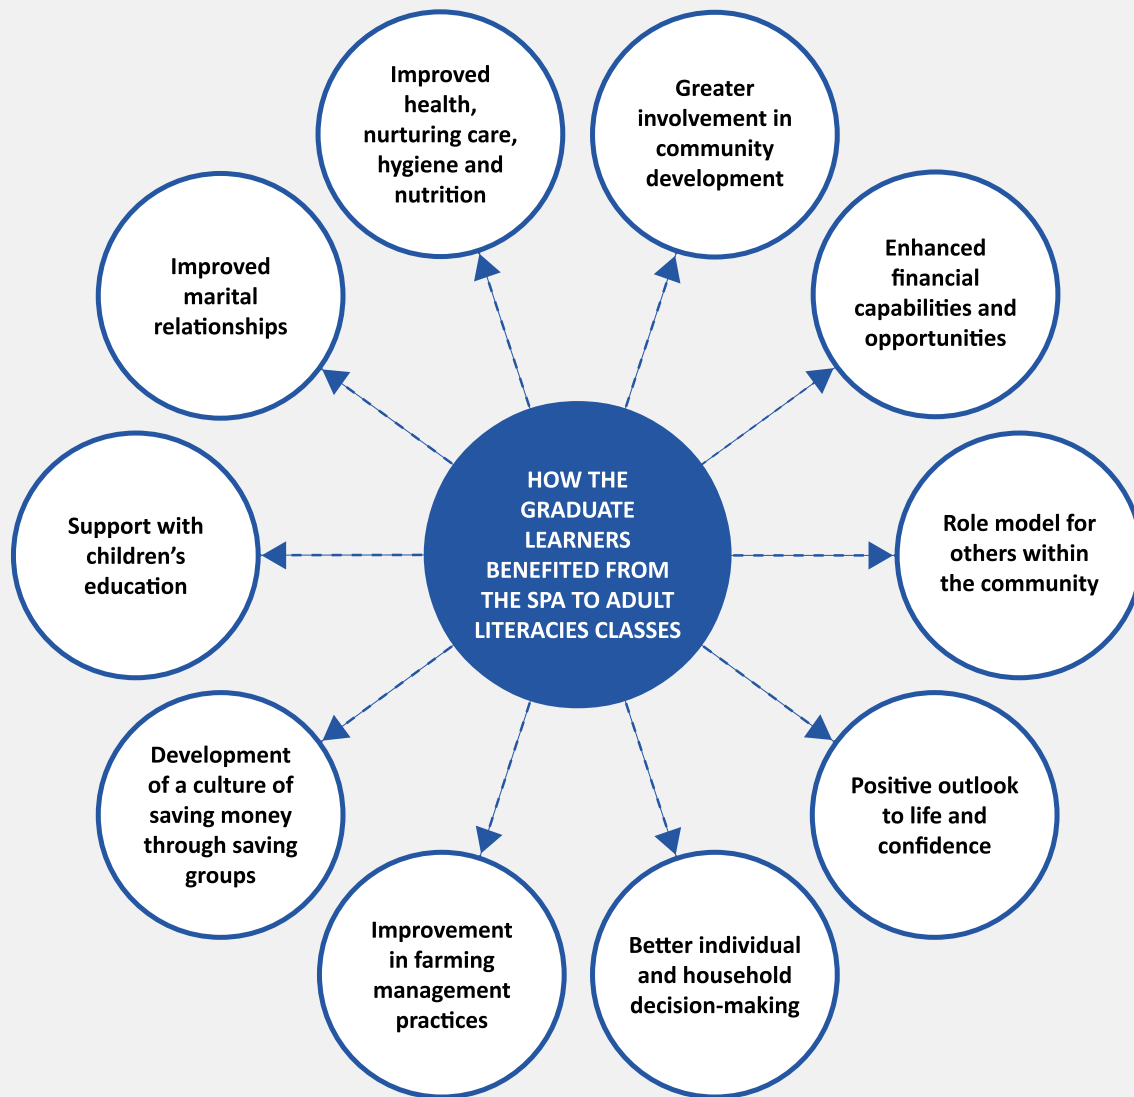 Improved
health,
nurturing care,
hygiene and
nutrition
Greater
involvement in
community
development
Improved
marital
relationships
Enhanced
financial
capabilities and
opportunities
HOW THE
GRADUATE
LEARNERS
BENEFITED FROM
THE SPA TO ADULT
LITERACIES CLASSES
Support with
children’s
education
Role model for
others within
the community
Development
of a culture of
saving money
through saving
groups
Positive outlook
to life and
confidence
Improvement
in farming
management
practices
Better individual
and household
decision-making